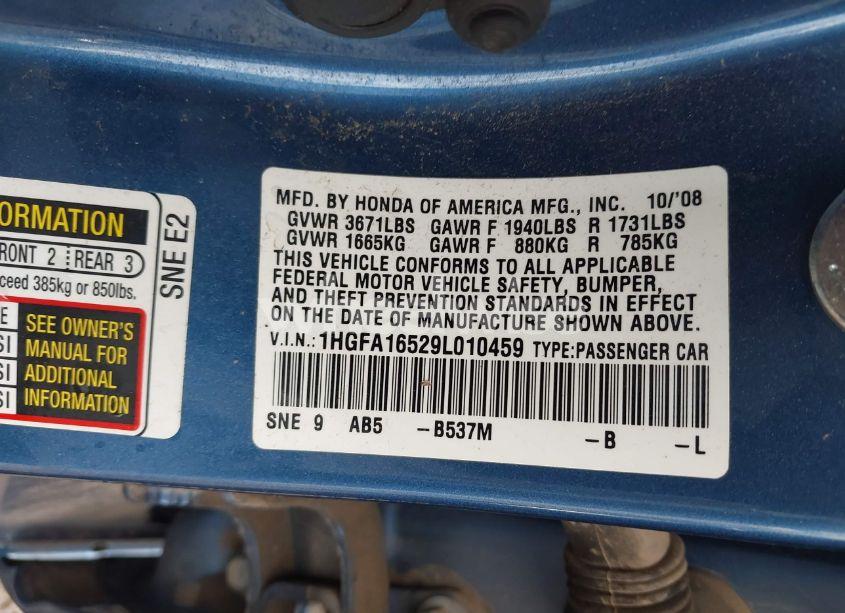 ORMATION
RONT 2 REAR 3
ceed 385kg or 850lbs.
E
SI
SI
SI
SEE OWNER'S
MANUAL FOR
ADDITIONAL
INFORMATION
SNE E2
MFD. BY HONDA OF AMERICA MFG., INC. 10/'08
GVWR 3671LBS GAWR F 1940LBS R 1731LBS
GVWR 1665KG GAWR F 880KG R 785KG
THIS VEHICLE CONFORMS TO ALL APPLICABLE
FEDERAL MOTOR VEHICLE SAFETY, BUMPER,
AND THEFT PREVENTION STANDARDS IN EFFECT
ON THE DATE OF MANUFACTURE SHOWN ABOVE.
V.I.N.: 1HGFA16529L010459 TYPE:PASSENGER CAR
SNE 9 AB5 -B537M -B -L